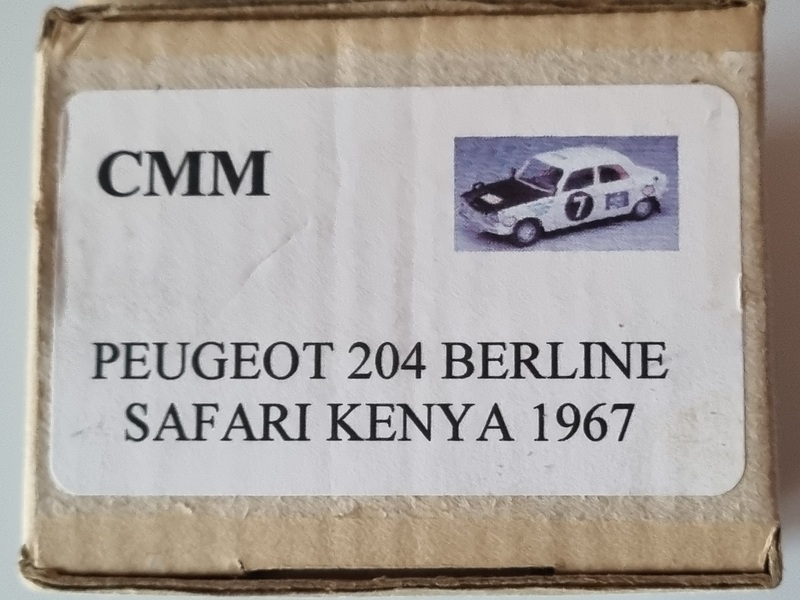 CMM
7
PEUGEOT 204 BERLINE
SAFARI KENYA 1967